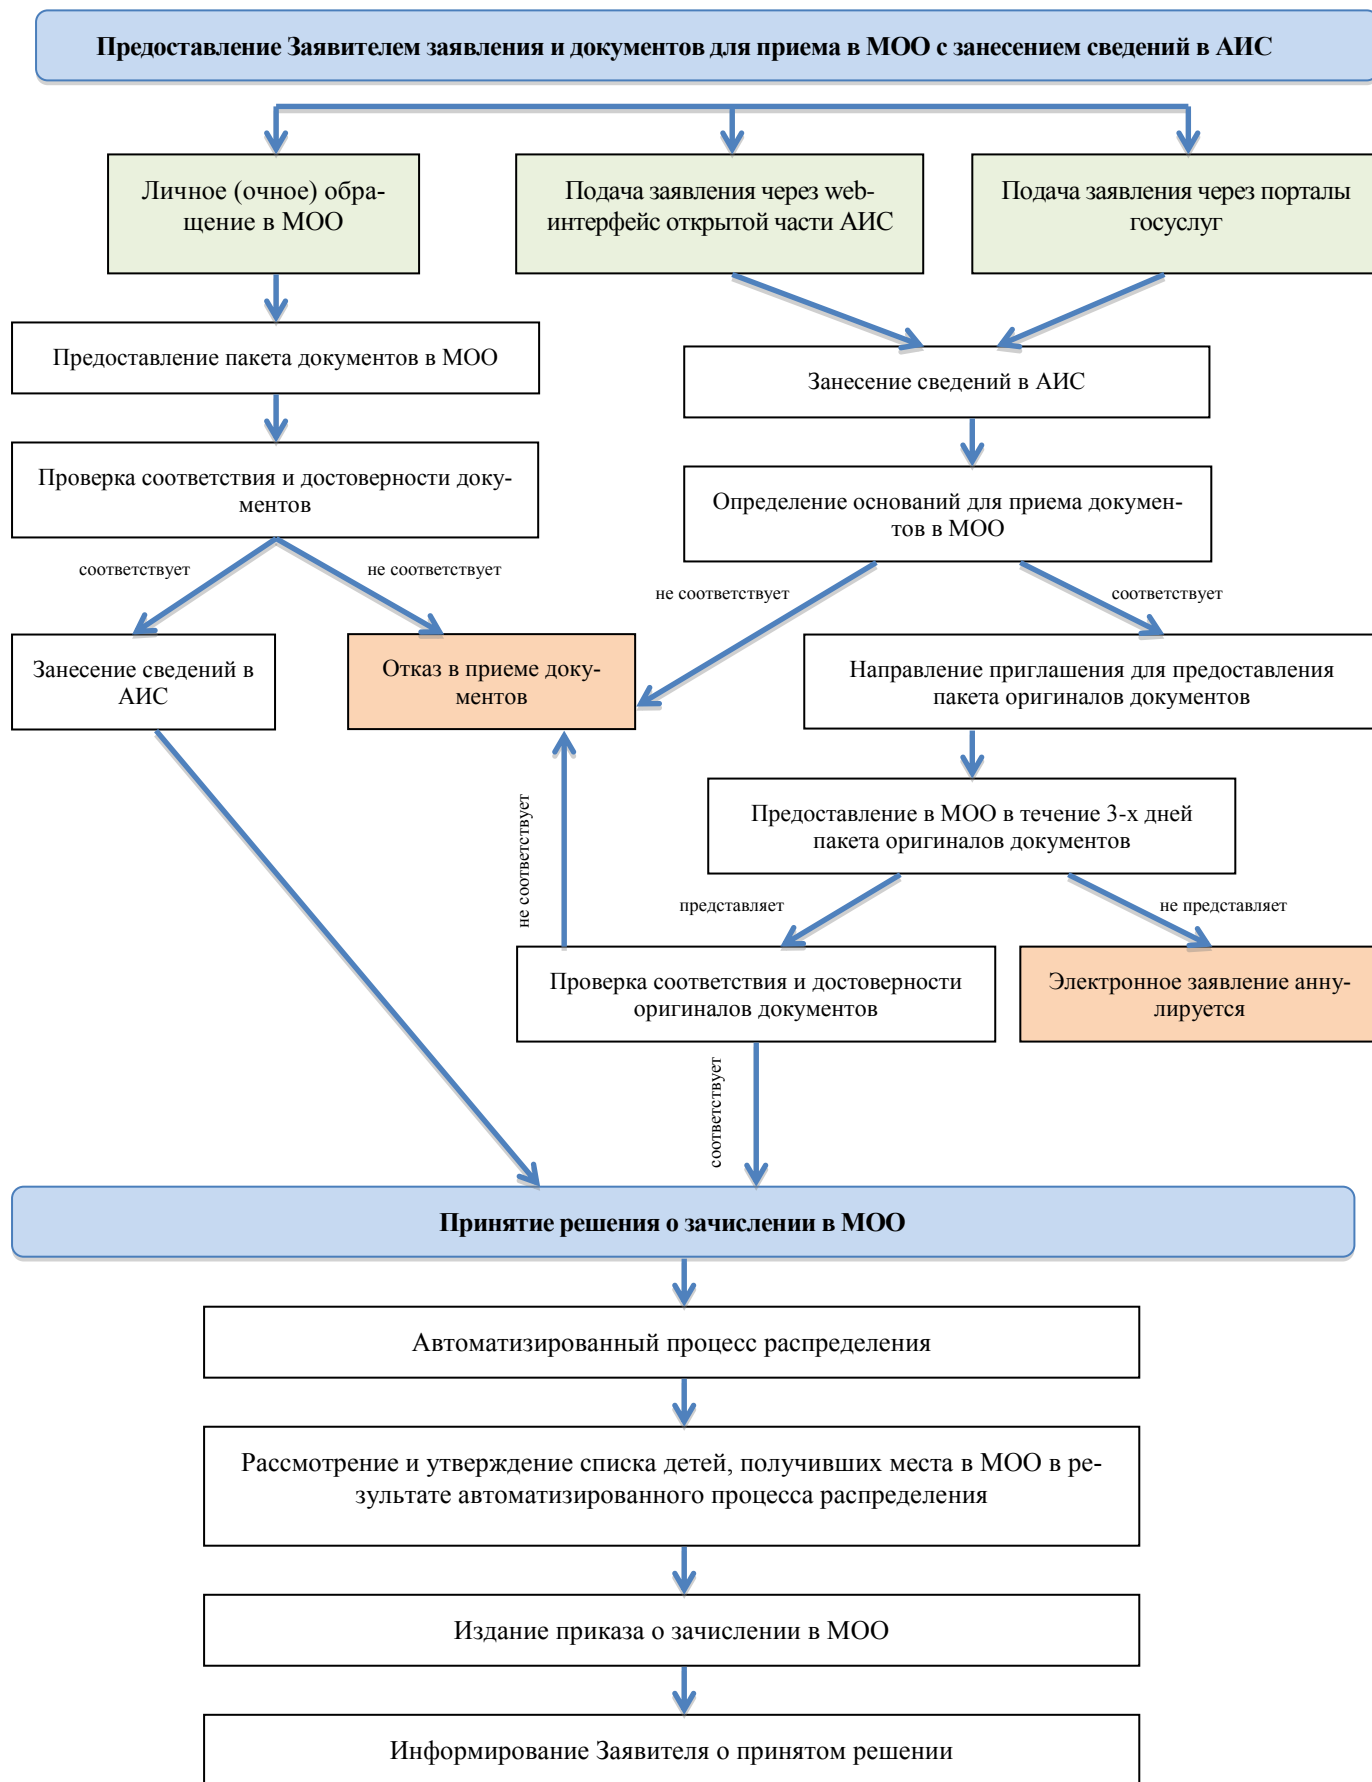 Предоставление Заявителем заявления и документов для приема в МОО с занесением сведений в АИС
Личное (очное) обра-
щение в МОО
Подача заявления через web-
интерфейс открытой части АИС
Подача заявления через порталы
госуслуг
Предоставление пакета документов в МОО
Занесение сведений в АИС
Проверка соответствия и достоверности доку-
ментов
Определение оснований для приема докумен-
тов в МОО
соответствует
не соответствует
не соответствует
соответствует
Занесение сведений в
АИС
Отказ в приеме доку-
ментов
Направление приглашения для предоставления
пакета оригиналов документов
не соответствует
Предоставление в МОО в течение 3-х дней
пакета оригиналов документов
представляет
не представляет
Проверка соответствия и достоверности
оригиналов документов
Электронное заявление анну-
лируется
соответствует
Принятие решения о зачислении в МОО
Автоматизированный процесс распределения
Рассмотрение и утверждение списка детей, получивших места в МОО в ре-
зультате автоматизированного процесса распределения
Издание приказа о зачислении в МОО
Информирование Заявителя о принятом решении